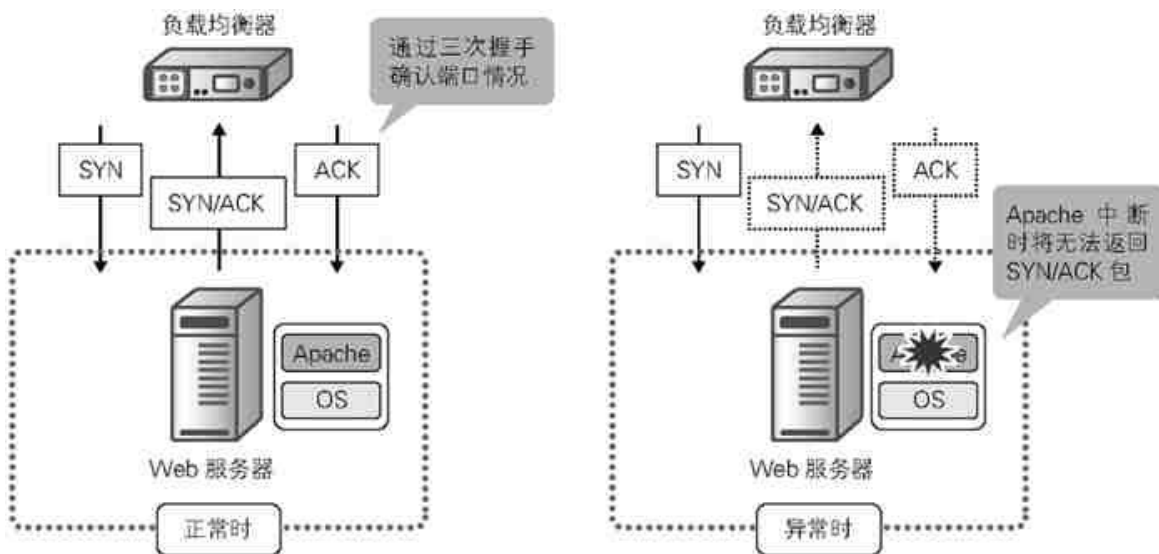 负载均衡器
通过三次握手
确认端口情况
SYN
SYN/ACK
ACK
Apache
OS
Web 服务器
正常时
负载均衡器
SYN
SYN/ACK
ACK
Apache 中断
时将无法返回
SYN/ACK 包
OS
Web 服务器
异常时